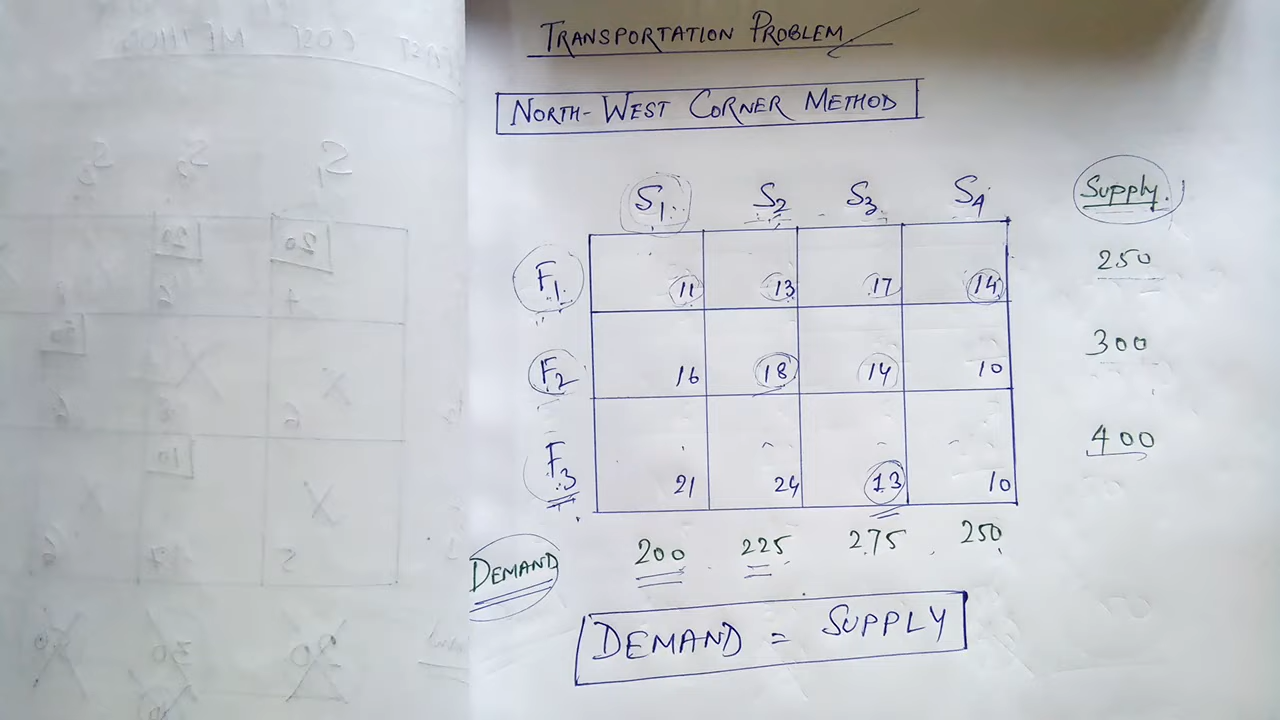 TRANSPORTATION PROBLEM
NORTH-WEST CORNER METHOD
S1 S2 S3 S4 Supply
F1 11 13 17 14 250
F2 16 18 14 10 300
F3 21 24 13 10 400
DEMAND 200 225 275 250
DEMAND = SUPPLY